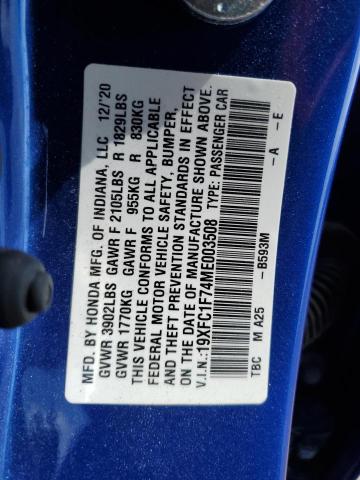 MFD. BY HONDA MFG. OF INDIANA, LLC 12/'20
GVWR 3902LBS GAWR F 2105LBS R 1829LBS
GVWR 1770KG GAWR F 955KG R 830KG
THIS VEHICLE CONFORMS TO ALL APPLICABLE
FEDERAL MOTOR VEHICLE SAFETY, BUMPER,
AND THEFT PREVENTION STANDARDS IN EFFECT
ON THE DATE OF MANUFACTURE SHOWN ABOVE.
V.I.N.:19XFC1F74ME003508 TYPE: PASSENGER CAR
TBC M A25 -B593M -A -E